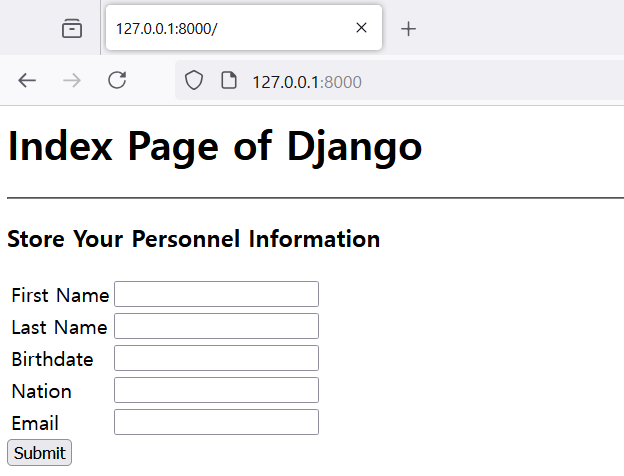 127.0.0.1:8000/
127.0.0.1:8000
Index Page of Django
Store Your Personnel Information
First Name
Last Name
Birthdate
Nation
Email
Submit